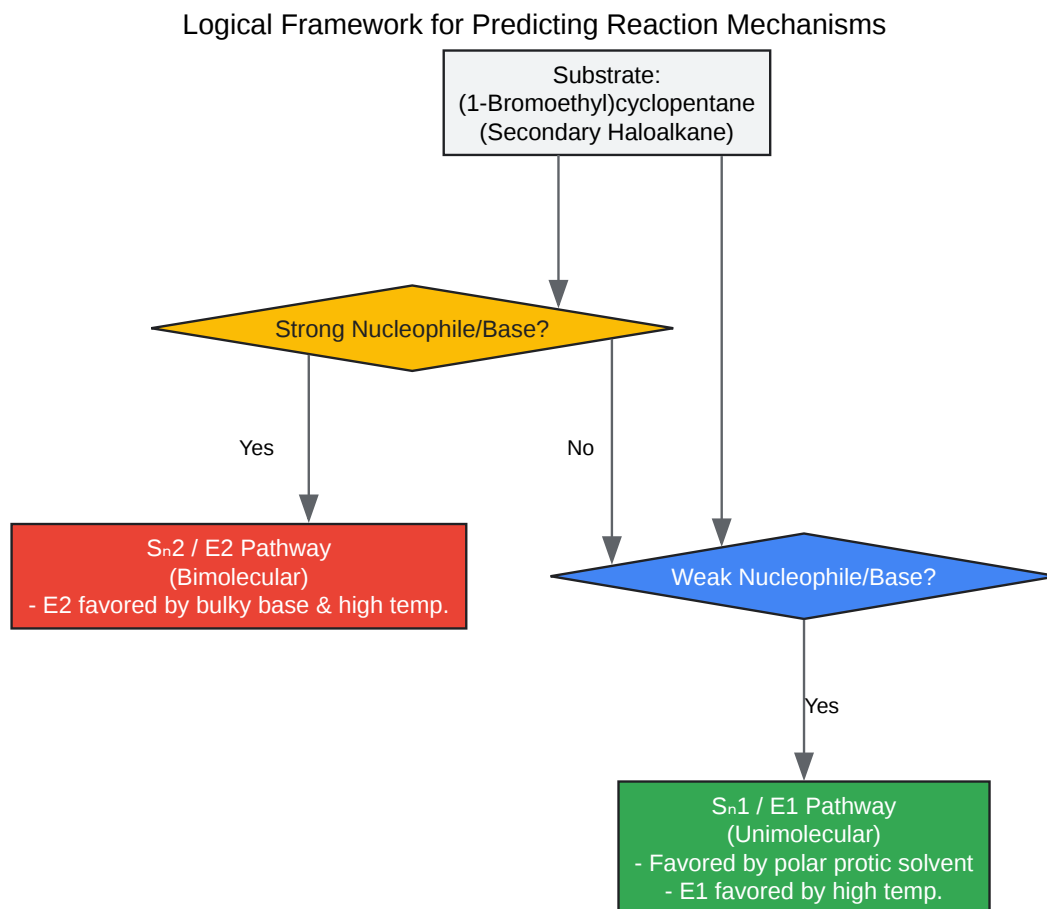 Logical Framework for Predicting Reaction Mechanisms
Substrate:
(1-Bromoethyl)cyclopentane
(Secondary Haloalkane)
Strong Nucleophile/Base?
Yes
No
Sₙ2 / E2 Pathway
(Bimolecular)
- E2 favored by bulky base & high temp.
Weak Nucleophile/Base?
Yes
Sₙ1 / E1 Pathway
(Unimolecular)
- Favored by polar protic solvent
- E1 favored by high temp.